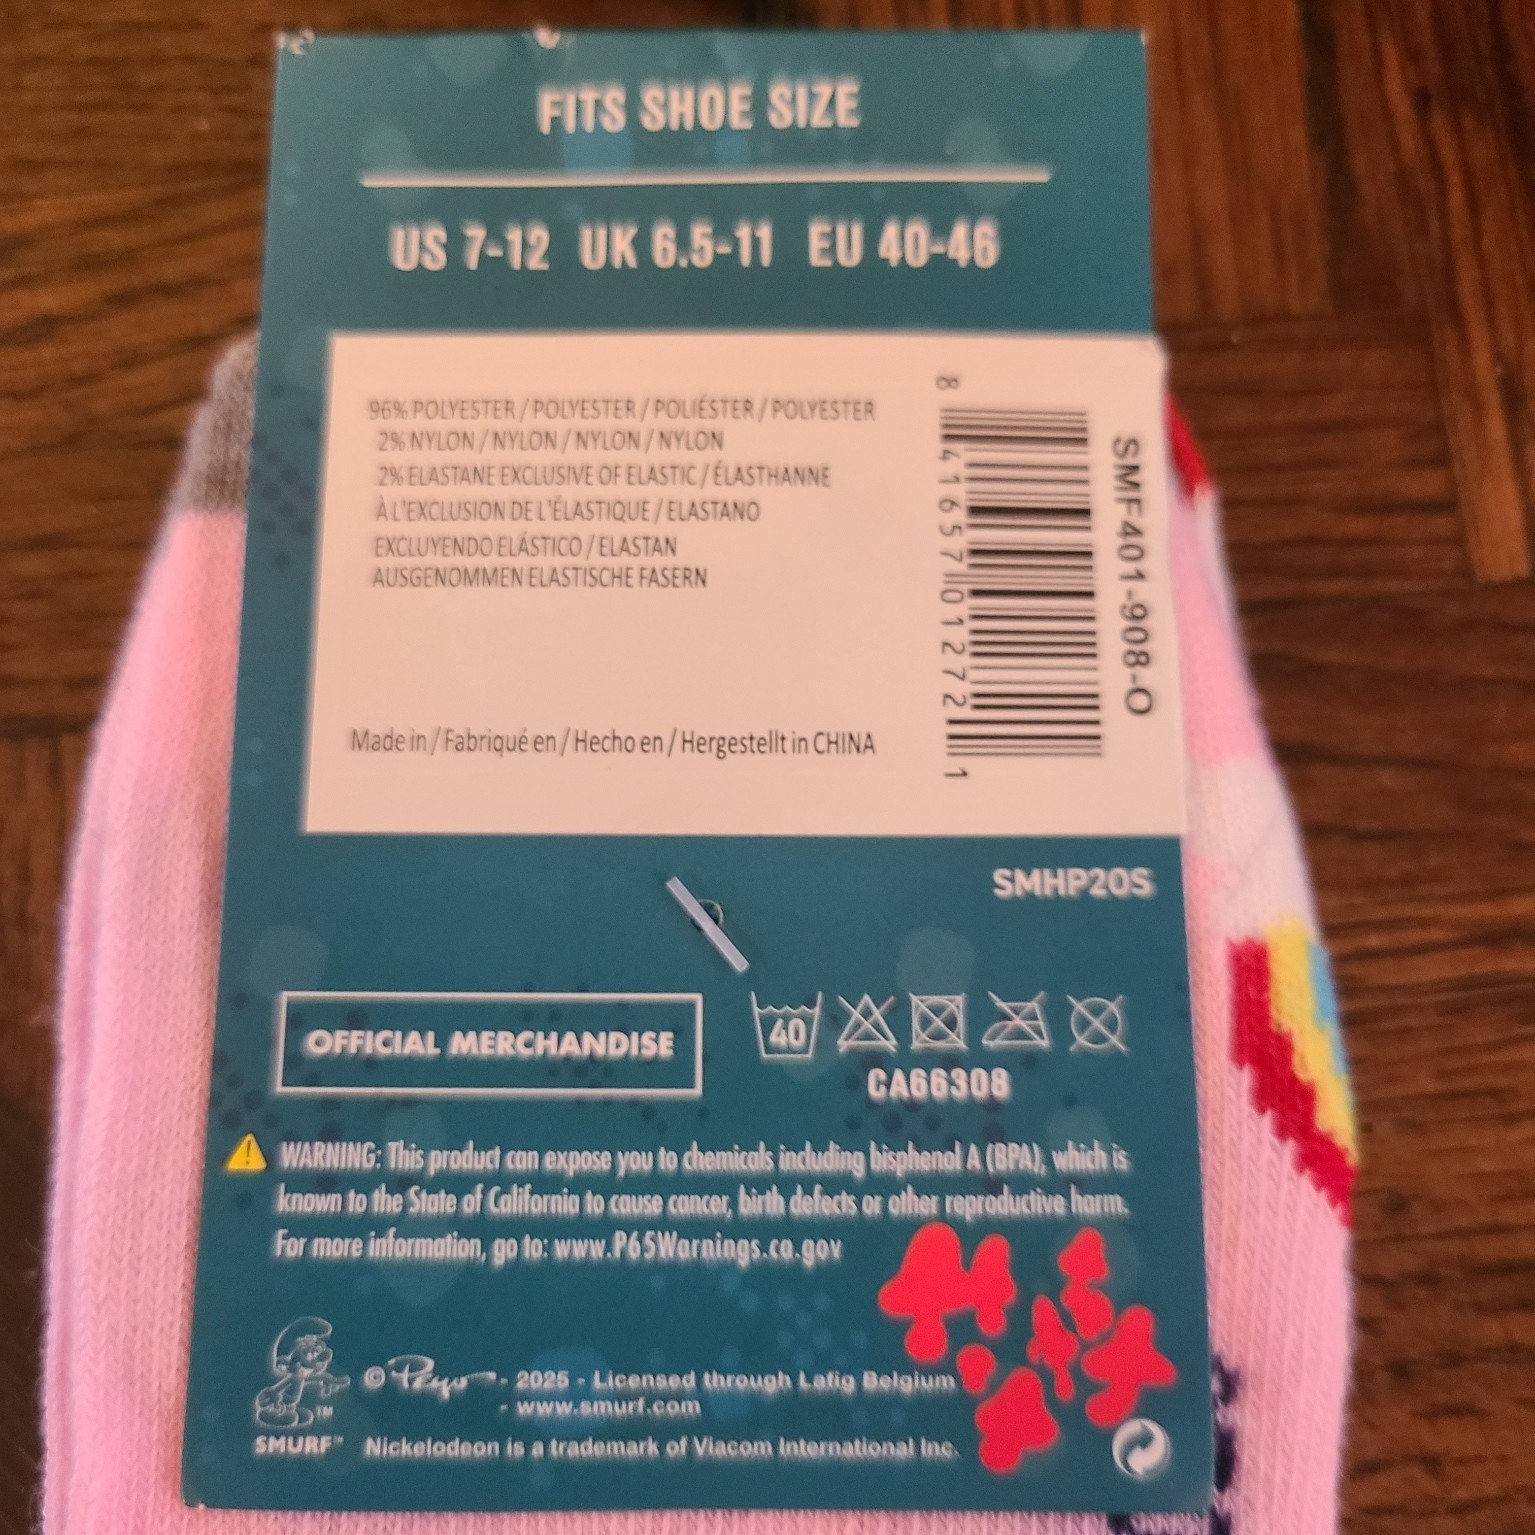 FITS SHOE SIZE
US 7-12 UK 6.5-11 EU 40-46
96% POLYESTER / POLYESTER / POLIÉSTER / POLYESTER
2% NYLON / NYLON / NYLON / NYLON
2% ELASTANE EXCLUSIVE OF ELASTIC / ÉLASTHANNE
À L'EXCLUSION DE L'ÉLASTIQUE / ELASTANO
EXCLUYENDO ELÁSTICO / ELASTAN
AUSGENOMMEN ELASTISCHE FASERN
Made in / Fabriqué en / Hecho en / Hergestellt in CHINA
8 416570 12721
SMF401-908-O
SMHP20S
OFFICIAL MERCHANDISE
40
CA66308
WARNING: This product can expose you to chemicals including bisphenol A (BPA), which is
known to the State of California to cause cancer, birth defects or other reproductive harm.
For more information, go to: www.P65Warnings.ca.gov
© Peyo - 2025 - Licensed through Lafig Belgium
- www.smurf.com
TM
SMURF™ Nickelodeon is a trademark of Viacom International Inc.